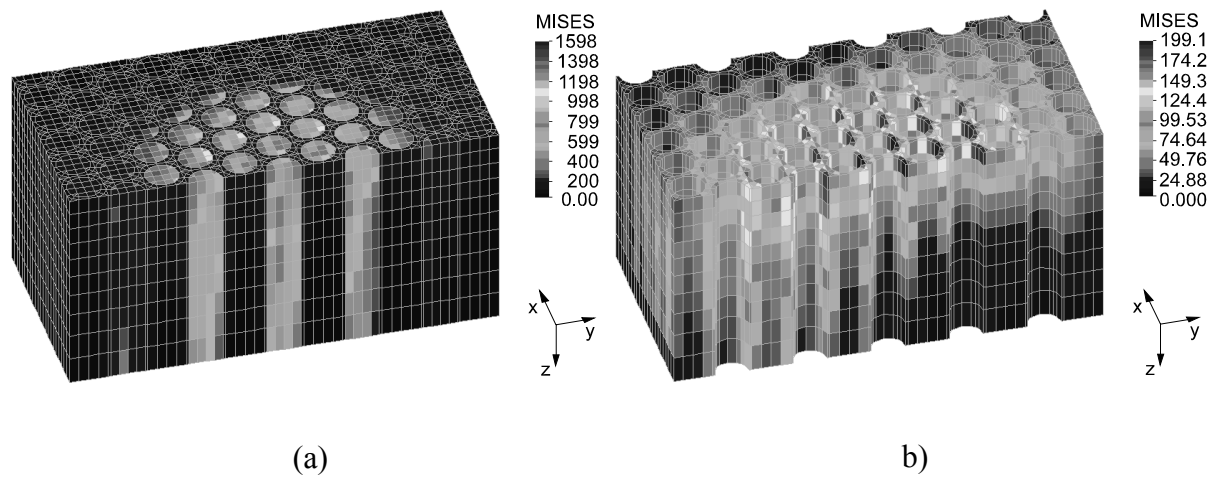 MISES
1598
1398
1198
998
799
599
400
200
0.00
x
y
z
(a)
MISES
199.1
174.2
149.3
124.4
99.53
74.64
49.76
24.88
0.000
x
y
z
b)